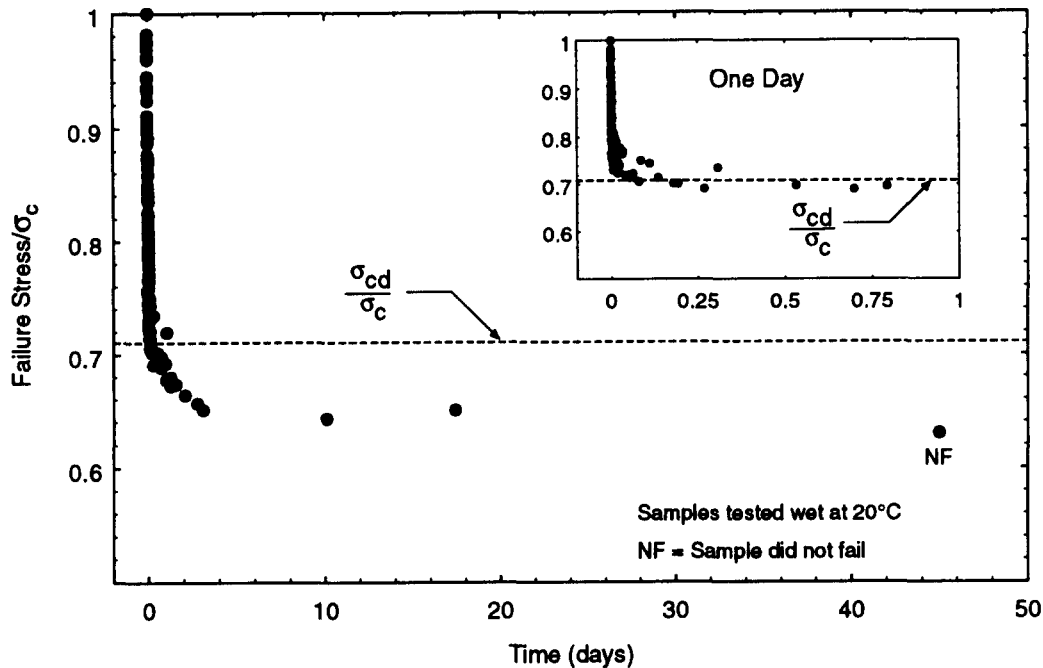 1
0.9
0.8
0.7
0.6
Failure Stress/σc
0 10 20 30 40 50
Time (days)
σcd
σc
One Day
1
0.9
0.8
0.7
0.6
0 0.25 0.5 0.75 1
σcd
σc
NF
Samples tested wet at 20°C
NF = Sample did not fail